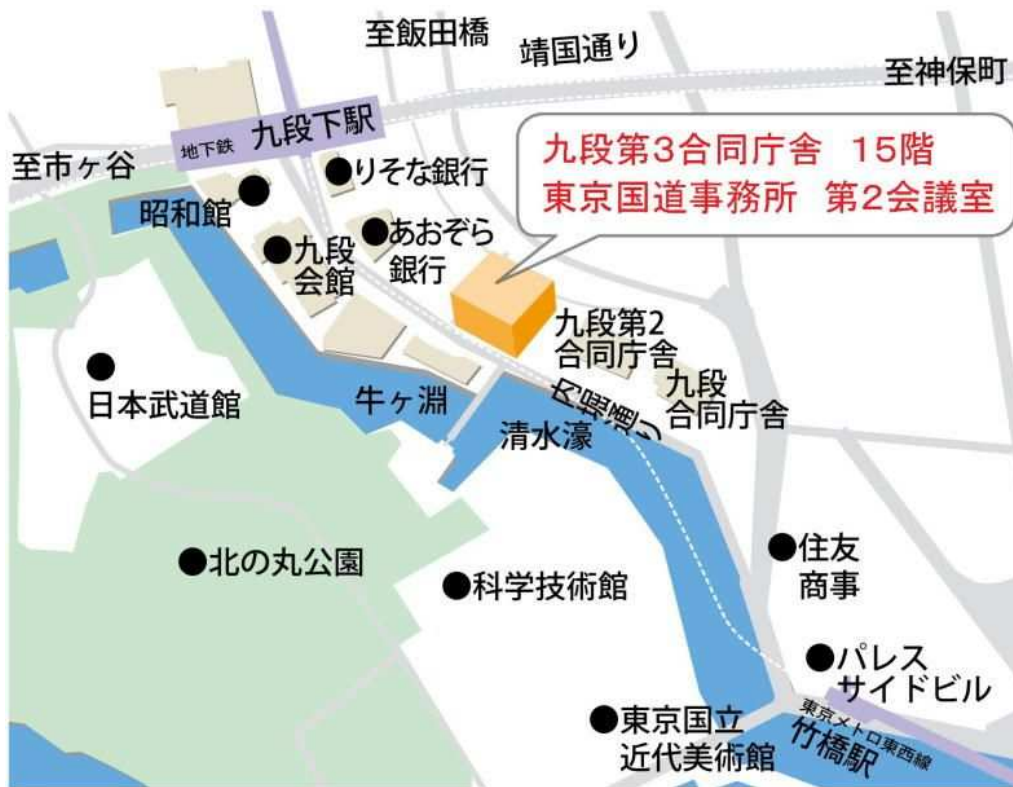 至飯田橋
靖国通り
至神保町
地下鉄 九段下駅
至市ヶ谷
九段第3合同庁舎 15階
東京国道事務所 第2会議室
りそな銀行
昭和館
あおぞら
銀行
九段
会館
九段第2
合同庁舎
九段
合同庁舎
日本武道館
牛ヶ淵
内堀通り
清水濠
北の丸公園
科学技術館
住友
商事
パレス
サイドビル
東京国立
近代美術館
東京メトロ東西線
竹橋駅